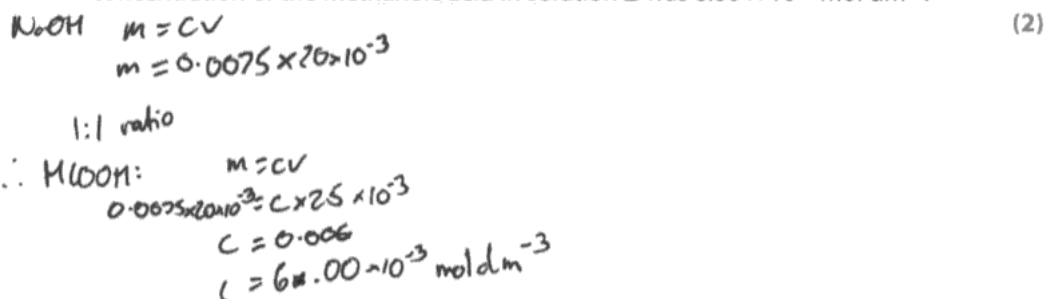 (2)
NaOH m = CV
m = 0.0075 × 20 × 10⁻³
1:1 ratio
∴ HCOOH: m = CV
0.0075×20×10⁻³ = C × 25 × 10⁻³
C = 0.006
C = 6.00 × 10⁻³ mol dm⁻³